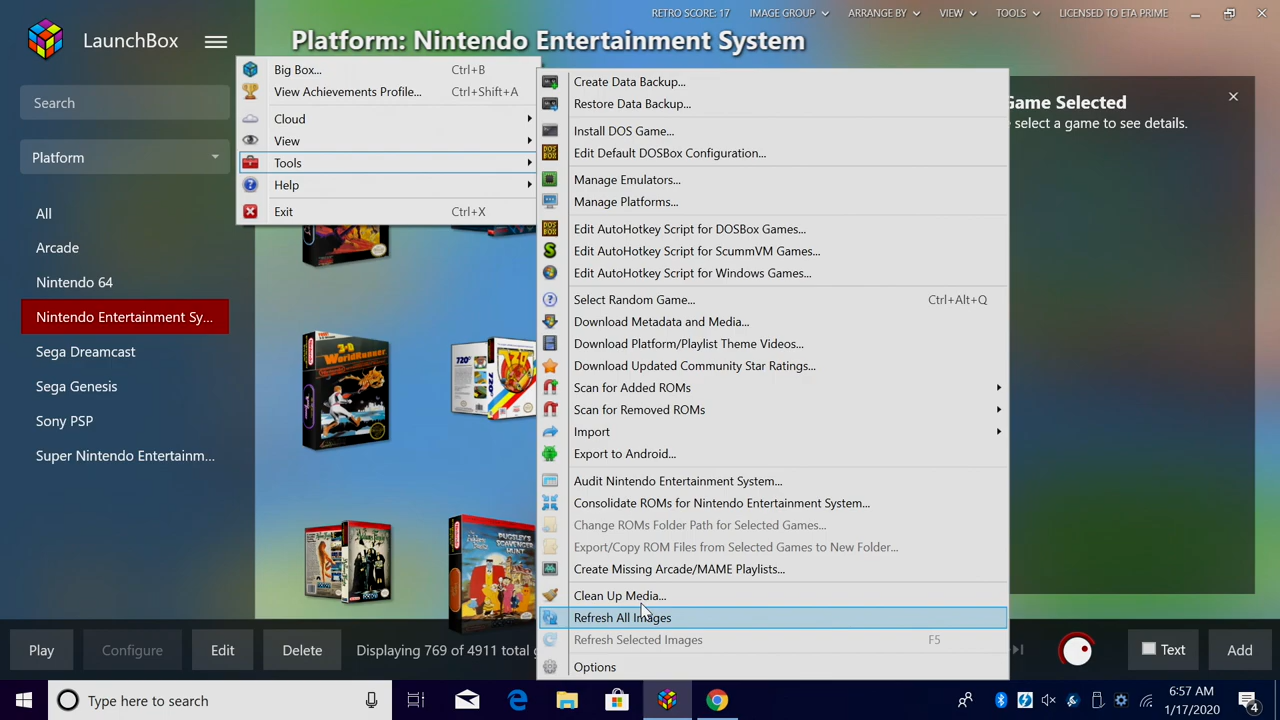 RETRO SCORE: 17 IMAGE GROUP ARRANGE BY VIEW TOOLS LICENSED TO ETA PRIME
LaunchBox
Platform: Nintendo Entertainment System
Search
Platform
All
Arcade
Nintendo 64
Nintendo Entertainment Sy...
Sega Dreamcast
Sega Genesis
Sony PSP
Super Nintendo Entertainm...
Big Box... Ctrl+B
View Achievements Profile... Ctrl+Shift+A
Cloud
View
Tools
Help
Exit Ctrl+X
Create Data Backup...
Restore Data Backup...
Install DOS Game...
Edit Default DOSBox Configuration...
Manage Emulators...
Manage Platforms...
Edit AutoHotkey Script for DOSBox Games...
Edit AutoHotkey Script for ScummVM Games...
Edit AutoHotkey Script for Windows Games...
Select Random Game... Ctrl+Alt+Q
Download Metadata and Media...
Download Platform/Playlist Theme Videos...
Download Updated Community Star Ratings...
Scan for Added ROMs
Scan for Removed ROMs
Import
Export to Android...
Audit Nintendo Entertainment System...
Consolidate ROMs for Nintendo Entertainment System...
Change ROMs Folder Path for Selected Games...
Export/Copy ROM Files from Selected Games to New Folder...
Create Missing Arcade/MAME Playlists...
Clean Up Media...
Refresh All Images
Refresh Selected Images F5
Options
Game Selected
select a game to see details.
3-D
WORLDRUNNER
720°
PUGSLEY'S
SCAVENGER
HUNT
Play Configure Edit Delete Displaying 769 of 4911 total g
Text Add
Type here to search
6:57 AM
1/17/2020
4